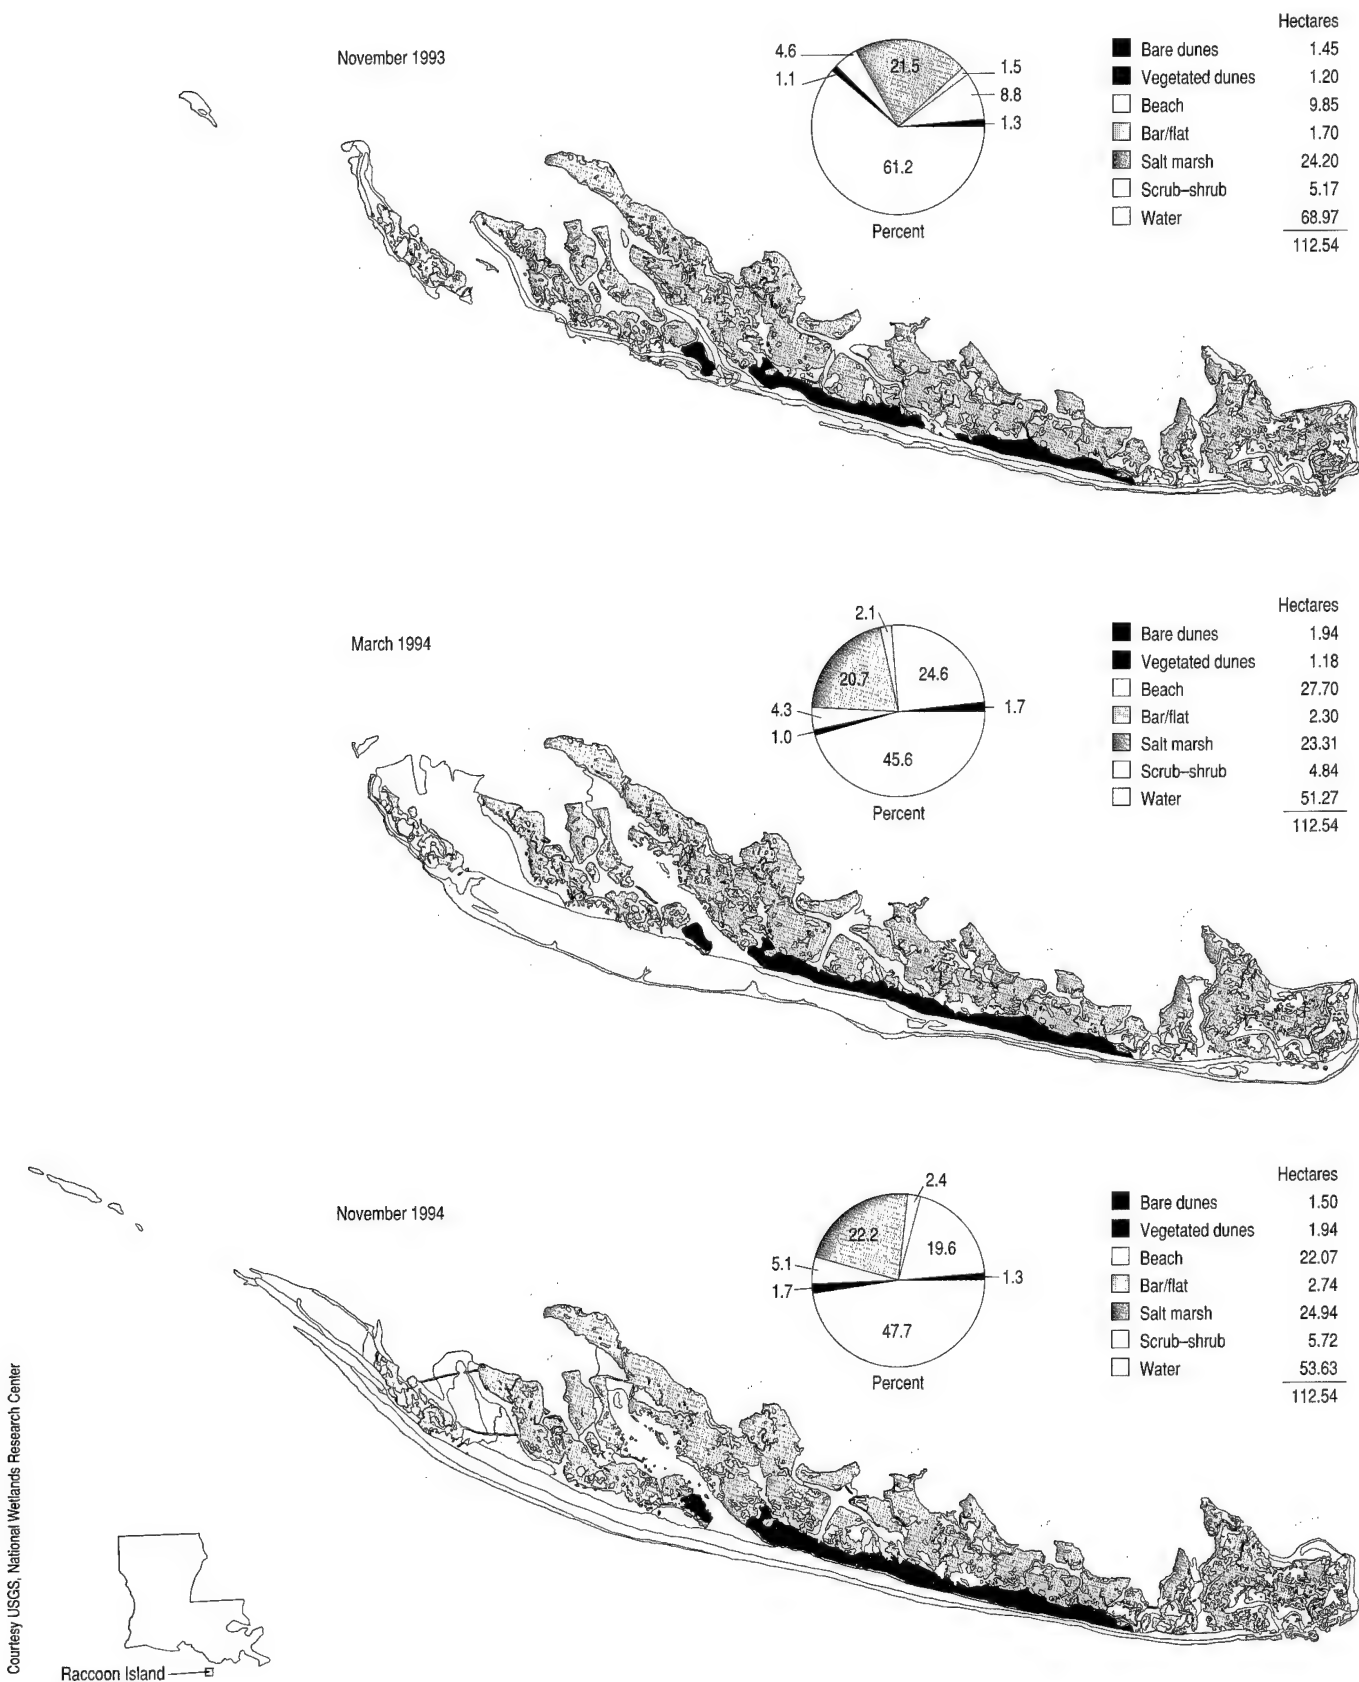 November 1993
4.6
1.1
21.5
1.5
8.8
1.3
61.2
Percent
Hectares
Bare dunes 1.45
Vegetated dunes 1.20
Beach 9.85
Bar/flat 1.70
Salt marsh 24.20
Scrub–shrub 5.17
Water 68.97
112.54
March 1994
2.1
20.7
24.6
4.3
1.7
1.0
45.6
Percent
Hectares
Bare dunes 1.94
Vegetated dunes 1.18
Beach 27.70
Bar/flat 2.30
Salt marsh 23.31
Scrub–shrub 4.84
Water 51.27
112.54
November 1994
2.4
22.2
19.6
5.1
1.3
1.7
47.7
Percent
Hectares
Bare dunes 1.50
Vegetated dunes 1.94
Beach 22.07
Bar/flat 2.74
Salt marsh 24.94
Scrub–shrub 5.72
Water 53.63
112.54
Courtesy USGS, National Wetlands Research Center
Raccoon Island